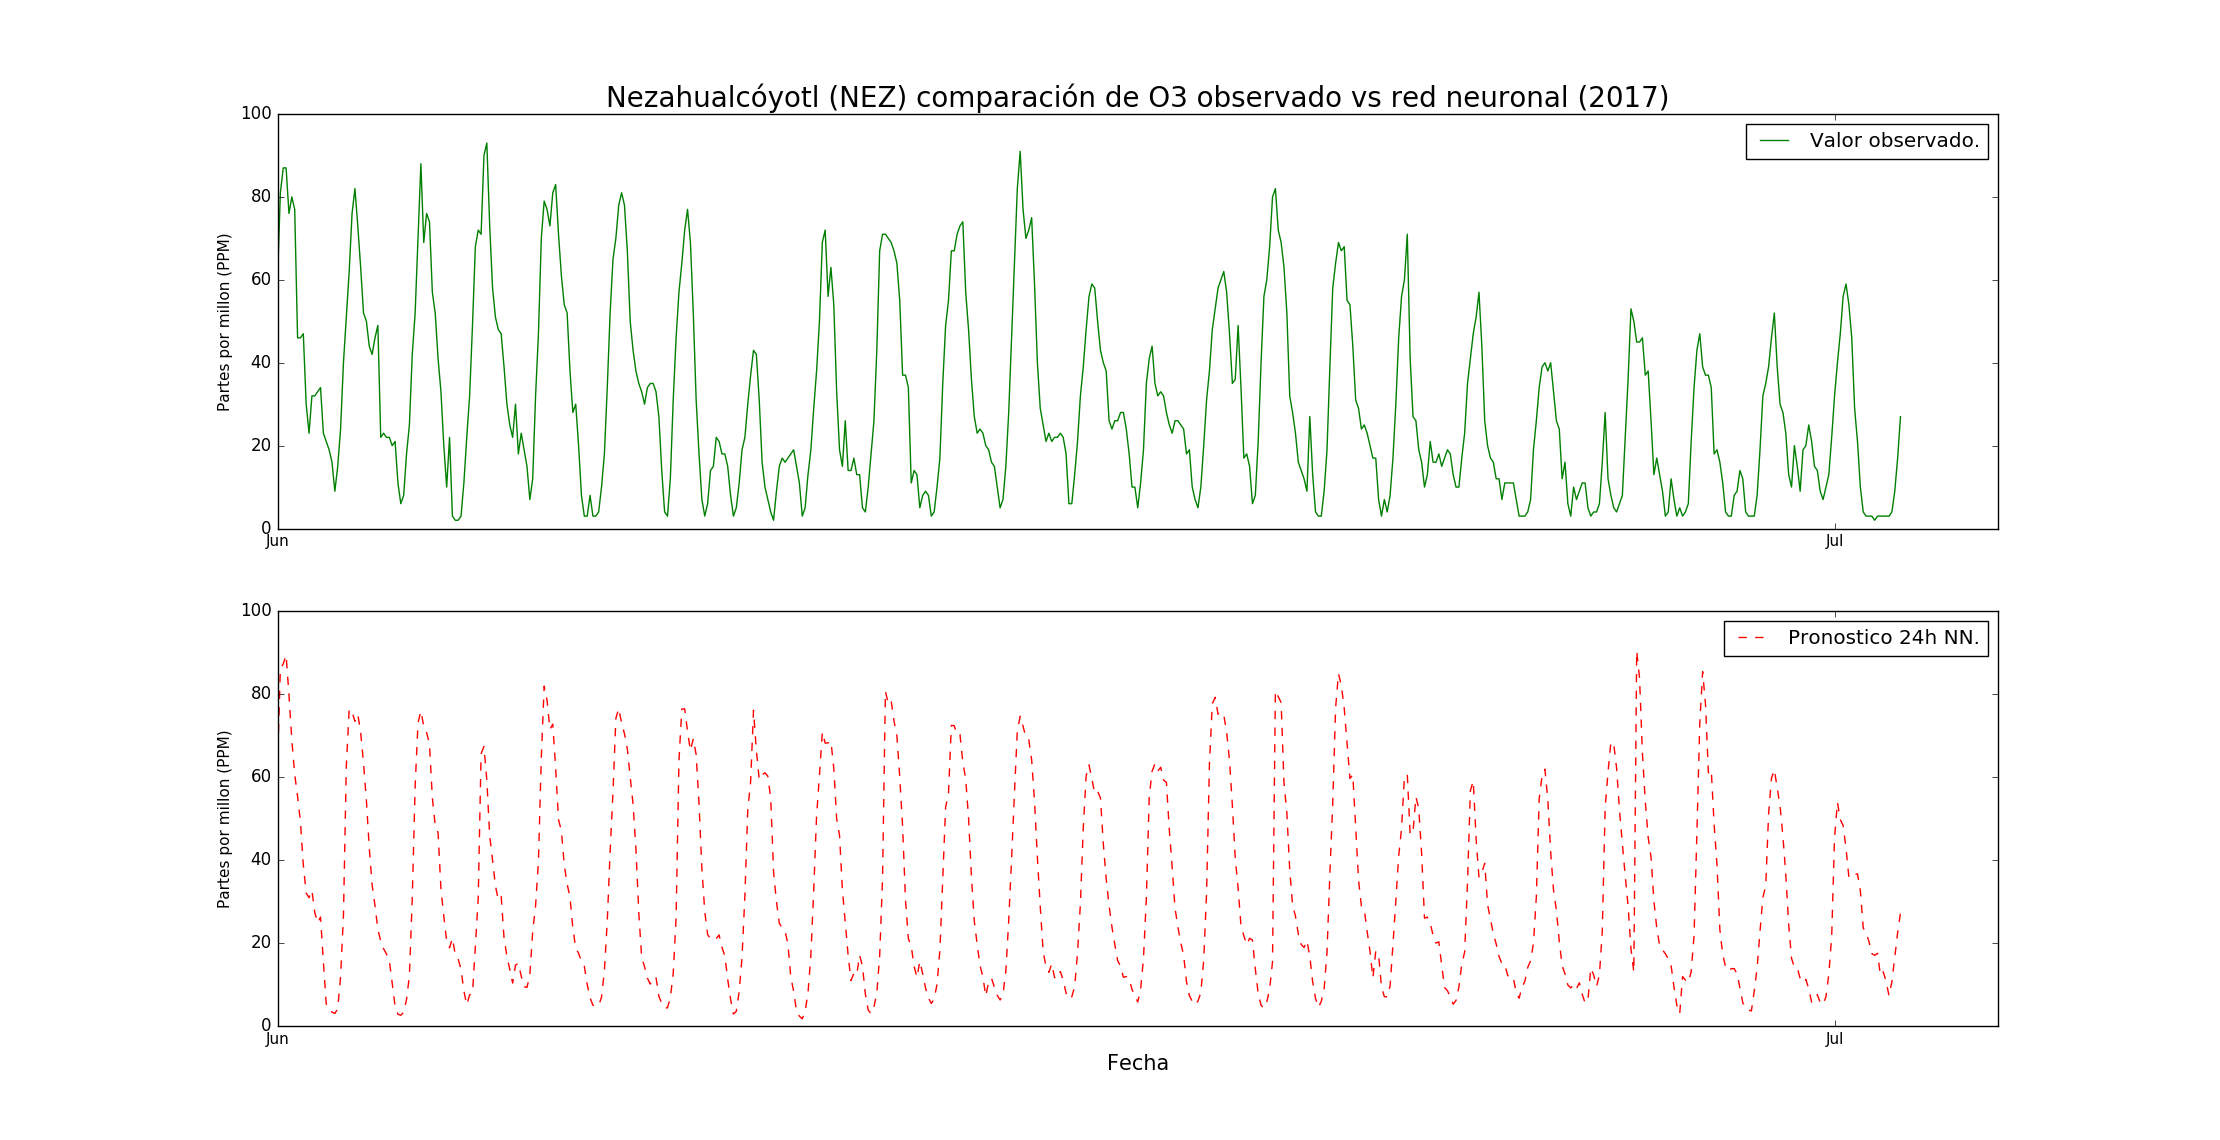 Nezahualcóyotl (NEZ) comparación de O3 observado vs red neuronal (2017)
100
80
60
40
20
0
Partes por millon (PPM)
Valor observado.
Jun
Jul
100
80
60
40
20
0
Partes por millon (PPM)
Pronostico 24h NN.
Jun
Jul
Fecha